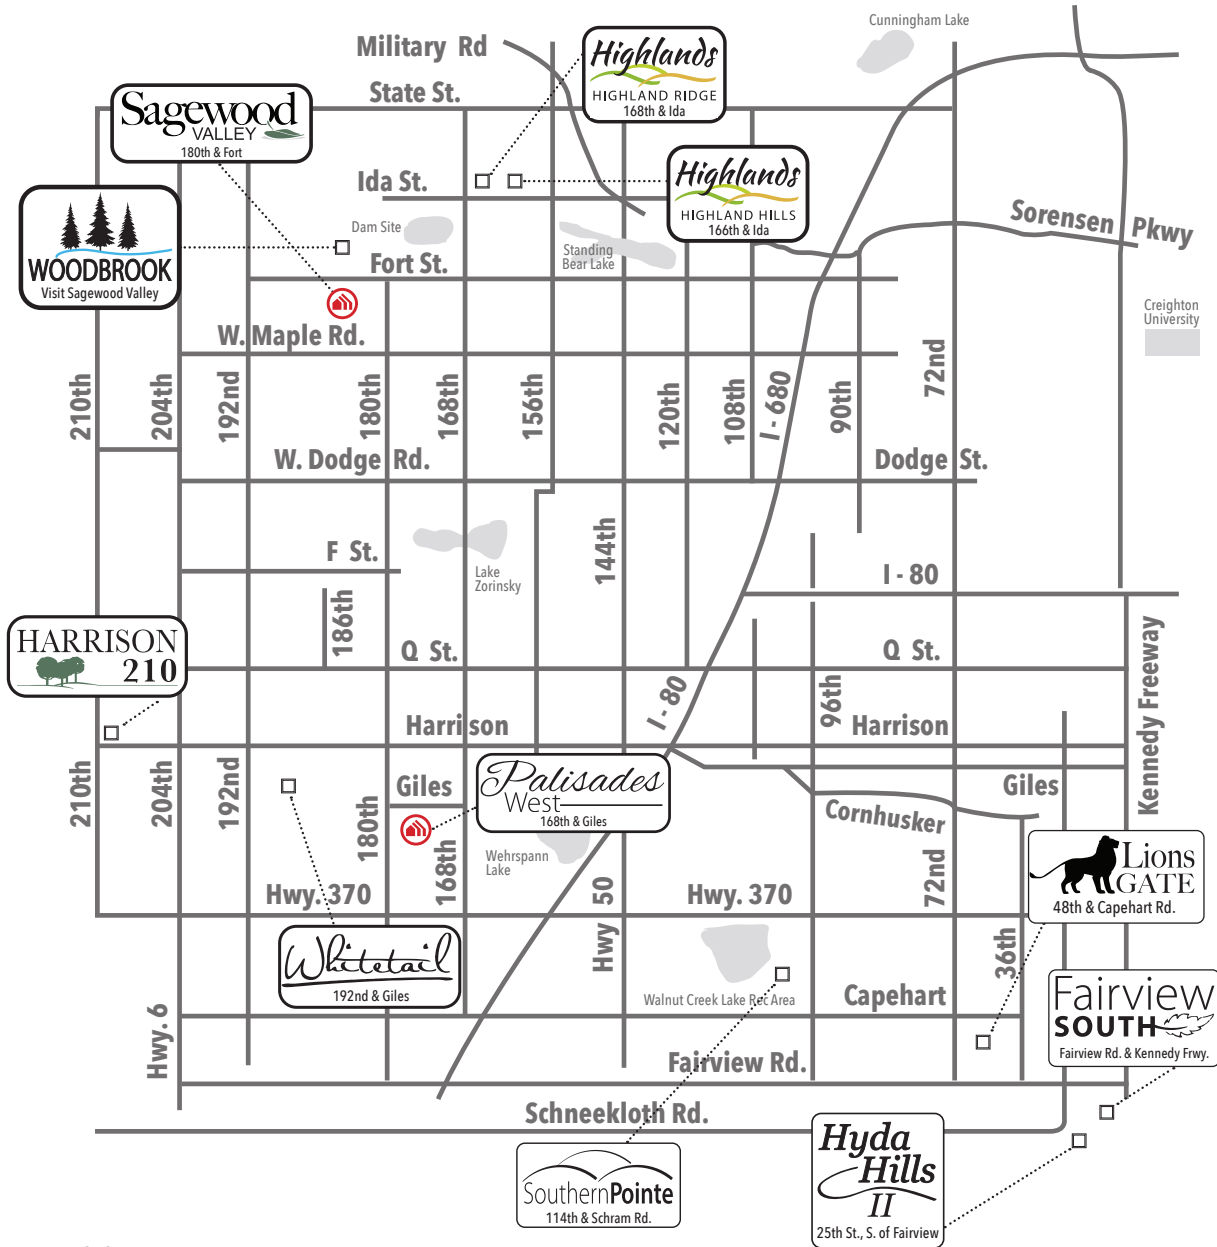 Cunningham Lake
Military Rd
Highlands
HIGHLAND RIDGE
168th & Ida
State St.
Sagewood
VALLEY
180th & Fort
Highlands
HIGHLAND HILLS
166th & Ida
Ida St.
Sorensen Pkwy
WOODBROOK
Visit Sagewood Valley
Dam Site
Standing
Bear Lake
Fort St.
Creighton
University
W. Maple Rd.
210th
204th
192nd
180th
168th
156th
120th
108th
I - 680
90th
72nd
W. Dodge Rd.
Dodge St.
F St.
Lake
Zorinsky
144th
I - 80
186th
HARRISON
210
Q St.
Q St.
I - 80
96th
Kennedy Freeway
Harrison
Harrison
210th
204th
192nd
180th
Giles
168th
Palisades
West
168th & Giles
Giles
Cornhusker
Wehrspann
Lake
72nd
Lions
GATE
48th & Capehart Rd.
Hwy. 370
Hwy 50
Hwy. 370
36th
Whitetail
192nd & Giles
Walnut Creek Lake Rec Area
Capehart
Fairview
SOUTH
Fairview Rd. & Kennedy Frwy.
Hwy. 6
Fairview Rd.
Schneekloth Rd.
SouthernPointe
114th & Schram Rd.
Hyda
Hills
II
25th St., S. of Fairview